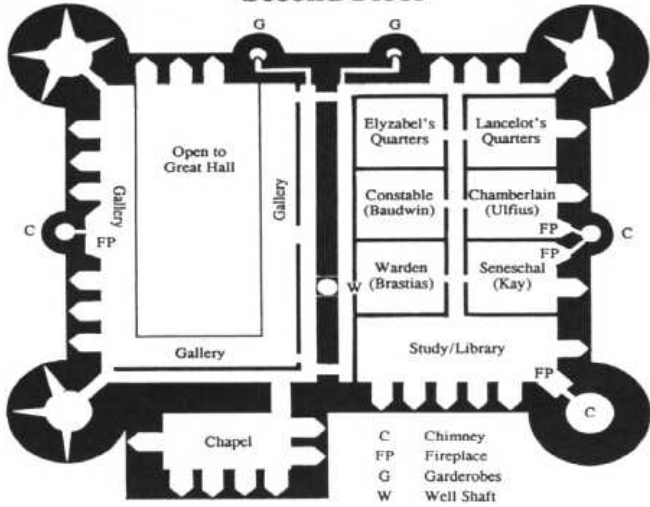 Second Floor
G
G
Elyzabel's
Quarters
Lancelot's
Quarters
Open to
Great Hall
Gallery
Gallery
Constable
(Baudwin)
Chamberlain
(Ulfius)
C
FP
FP
C
FP
Warden
(Brastias)
Seneschal
(Kay)
W
Gallery
Study/Library
FP
C
Chapel
C Chimney
FP Fireplace
G Garderobes
W Well Shaft